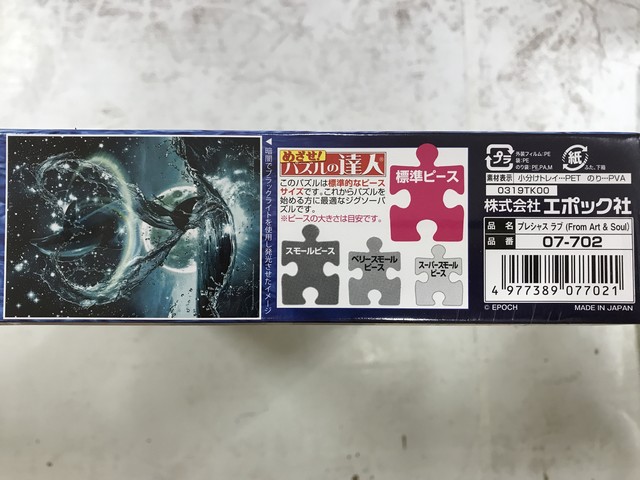 ◀暗闇でブラックライトを使用し発光させたイメージ
めざせ!
パズルの達人
このパズルは標準的なピース
サイズです。これからパズルを
始める方に最適なジグソーパ
ズルです。
※ピースの大きさは目安です。
標準ピース
スモールピース
ベリースモール
ピース
スーパースモール
ピース
プラ
外装フィルム:PE
袋:PE
のり袋:PE,PA,M
紙
ふた、下箱
素材表示 小分けトレイ…PET のり…PVA
0319TK00
株式会社 エポック社
品名 プレシャス ラブ (From Art & Soul)
品番 07-702
4 977389 077021
© EPOCH MADE IN JAPAN